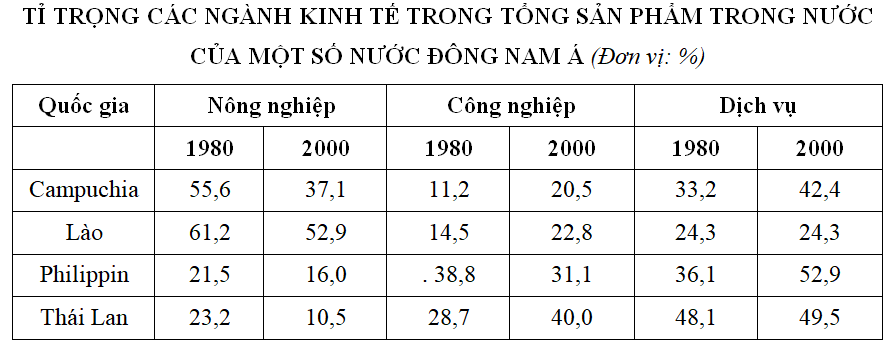 TỈ TRỌNG CÁC NGÀNH KINH TẾ TRONG TỔNG SẢN PHẨM TRONG NƯỚC
CỦA MỘT SỐ NƯỚC ĐÔNG NAM Á (Đơn vị: %)
Quốc gia Nông nghiệp Công nghiệp Dịch vụ
1980 2000 1980 2000 1980 2000
Campuchia 55,6 37,1 11,2 20,5 33,2 42,4
Lào 61,2 52,9 14,5 22,8 24,3 24,3
Philippin 21,5 16,0 . 38,8 31,1 36,1 52,9
Thái Lan 23,2 10,5 28,7 40,0 48,1 49,5